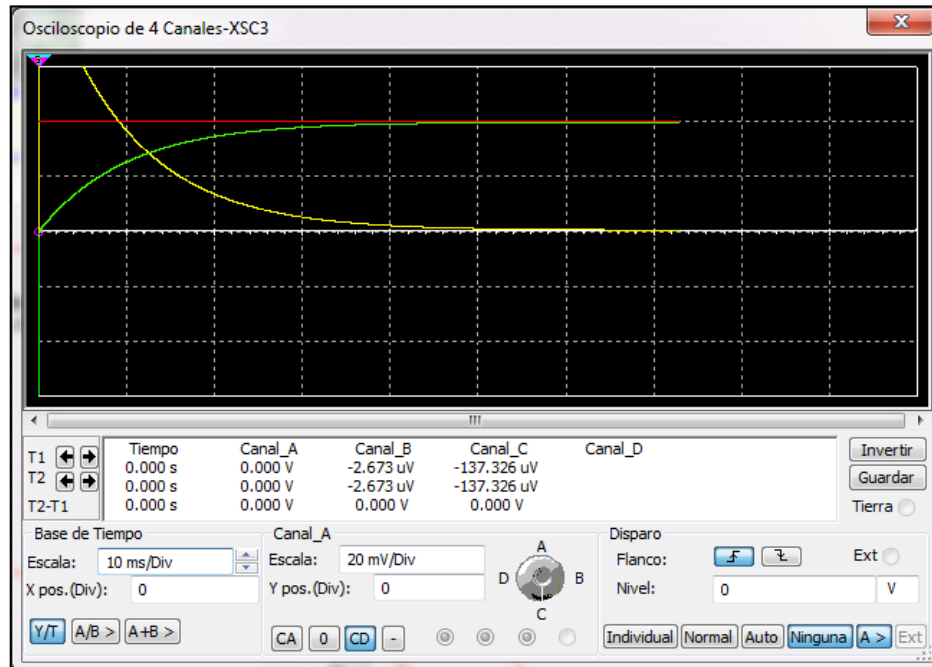 Osciloscopio de 4 Canales-XSC3
Tiempo Canal_A Canal_B Canal_C Canal_D
T1 0.000 s 0.000 V -2.673 uV -137.326 uV
T2 0.000 s 0.000 V -2.673 uV -137.326 uV
T2-T1 0.000 s 0.000 V 0.000 V 0.000 V
Invertir
Guardar
Tierra
Base de Tiempo
Escala: 10 ms/Div
X pos.(Div): 0
Y/T A/B > A+B >
Canal_A
Escala: 20 mV/Div
Y pos.(Div): 0
CA 0 CD -
A
D B
C
Disparo
Flanco: Ext
Nivel: 0 V
Individual Normal Auto Ninguna A > Ext